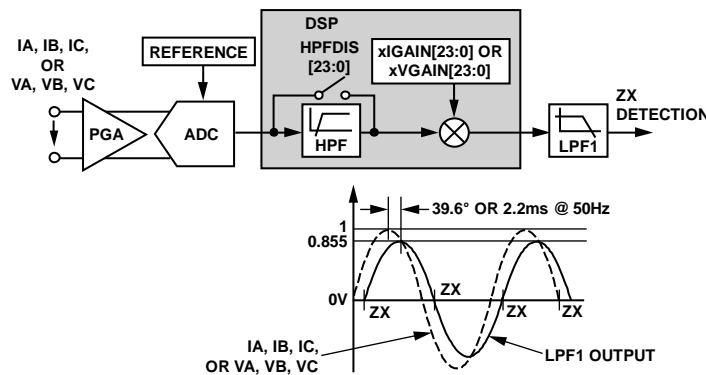 DSP
IA, IB, IC,
OR
VA, VB, VC
REFERENCE
HPFDIS
[23:0]
xIGAIN[23:0] OR
xVGAIN[23:0]
ZX
DETECTION
PGA
ADC
HPF
LPF1
39.6° OR 2.2ms @ 50Hz
1
0.855
0V
ZX
ZX
ZX
ZX
IA, IB, IC,
OR VA, VB, VC
LPF1 OUTPUT